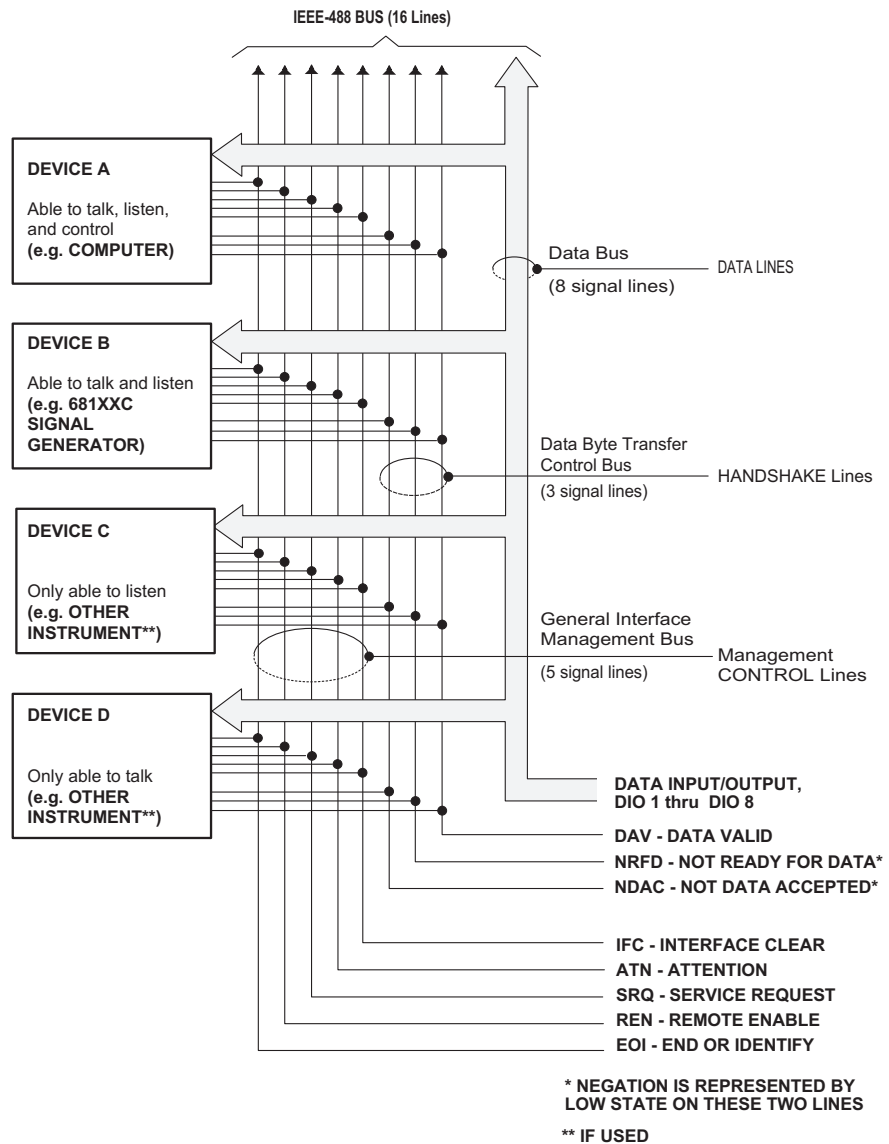 IEEE-488 BUS (16 Lines)
DEVICE A
Able to talk, listen,
and control
(e.g. COMPUTER)
Data Bus
(8 signal lines)
DATA LINES
DEVICE B
Able to talk and listen
(e.g. 681XXC
SIGNAL
GENERATOR)
Data Byte Transfer
Control Bus
(3 signal lines)
HANDSHAKE Lines
DEVICE C
Only able to listen
(e.g. OTHER
INSTRUMENT**)
General Interface
Management Bus
(5 signal lines)
Management
CONTROL Lines
DEVICE D
Only able to talk
(e.g. OTHER
INSTRUMENT**)
DATA INPUT/OUTPUT,
DIO 1 thru DIO 8
DAV - DATA VALID
NRFD - NOT READY FOR DATA*
NDAC - NOT DATA ACCEPTED*
IFC - INTERFACE CLEAR
ATN - ATTENTION
SRQ - SERVICE REQUEST
REN - REMOTE ENABLE
EOI - END OR IDENTIFY
* NEGATION IS REPRESENTED BY
LOW STATE ON THESE TWO LINES
** IF USED